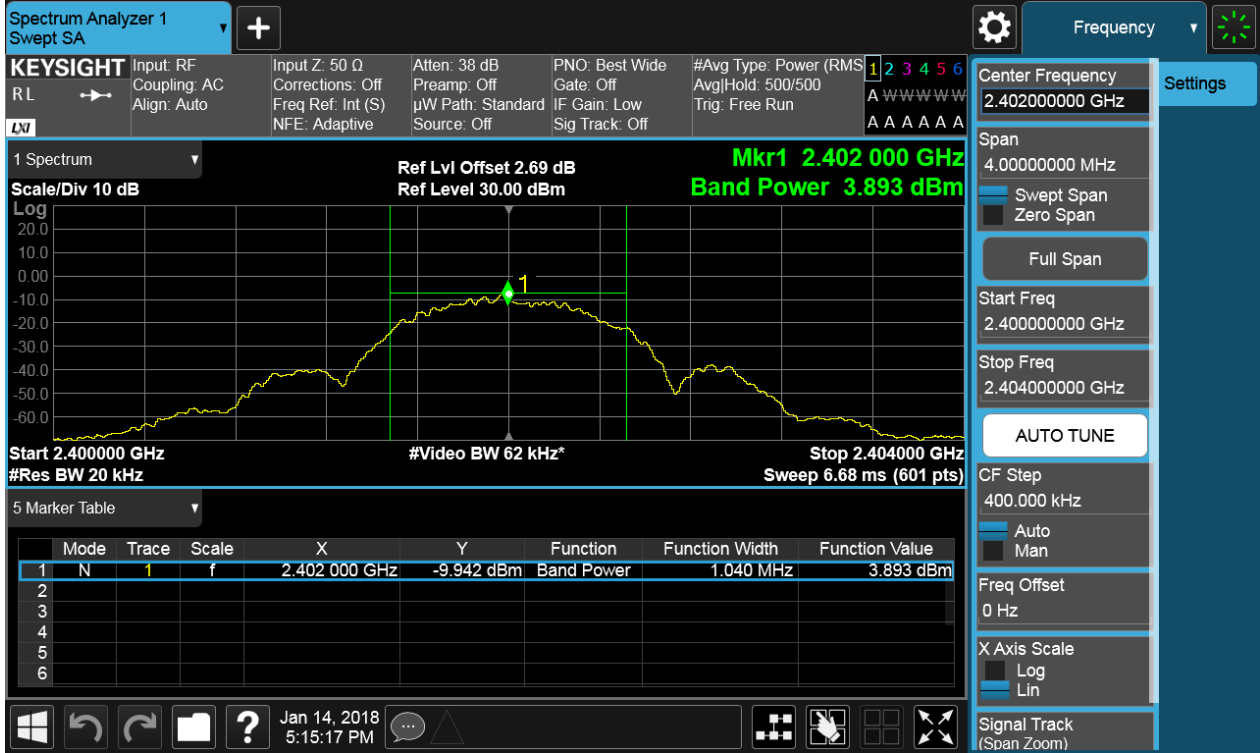 Spectrum Analyzer 1
Swept SA
Frequency
KEYSIGHT
RL
LXI
Input: RF
Coupling: AC
Align: Auto
Input Z: 50 Ω
Corrections: Off
Freq Ref: Int (S)
NFE: Adaptive
Atten: 38 dB
Preamp: Off
µW Path: Standard
Source: Off
PNO: Best Wide
Gate: Off
IF Gain: Low
Sig Track: Off
#Avg Type: Power (RMS
Avg|Hold: 500/500
Trig: Free Run
1 2 3 4 5 6
A W W W W W
A A A A A A
1 Spectrum
Scale/Div 10 dB
Ref Lvl Offset 2.69 dB
Ref Level 30.00 dBm
Mkr1 2.402 000 GHz
Band Power 3.893 dBm
Log
20.0
10.0
0.00
-10.0
-20.0
-30.0
-40.0
-50.0
-60.0
1
Start 2.400000 GHz
#Res BW 20 kHz
#Video BW 62 kHz*
Stop 2.404000 GHz
Sweep 6.68 ms (601 pts)
5 Marker Table
Mode Trace Scale X Y Function Function Width Function Value
1 N 1 f 2.402 000 GHz -9.942 dBm Band Power 1.040 MHz 3.893 dBm
2
3
4
5
6
Jan 14, 2018
5:15:17 PM
Center Frequency
2.402000000 GHz
Span
4.00000000 MHz
Swept Span
Zero Span
Full Span
Start Freq
2.400000000 GHz
Stop Freq
2.404000000 GHz
AUTO TUNE
CF Step
400.000 kHz
Auto
Man
Freq Offset
0 Hz
X Axis Scale
Log
Lin
Signal Track
(Span Zoom)
Settings